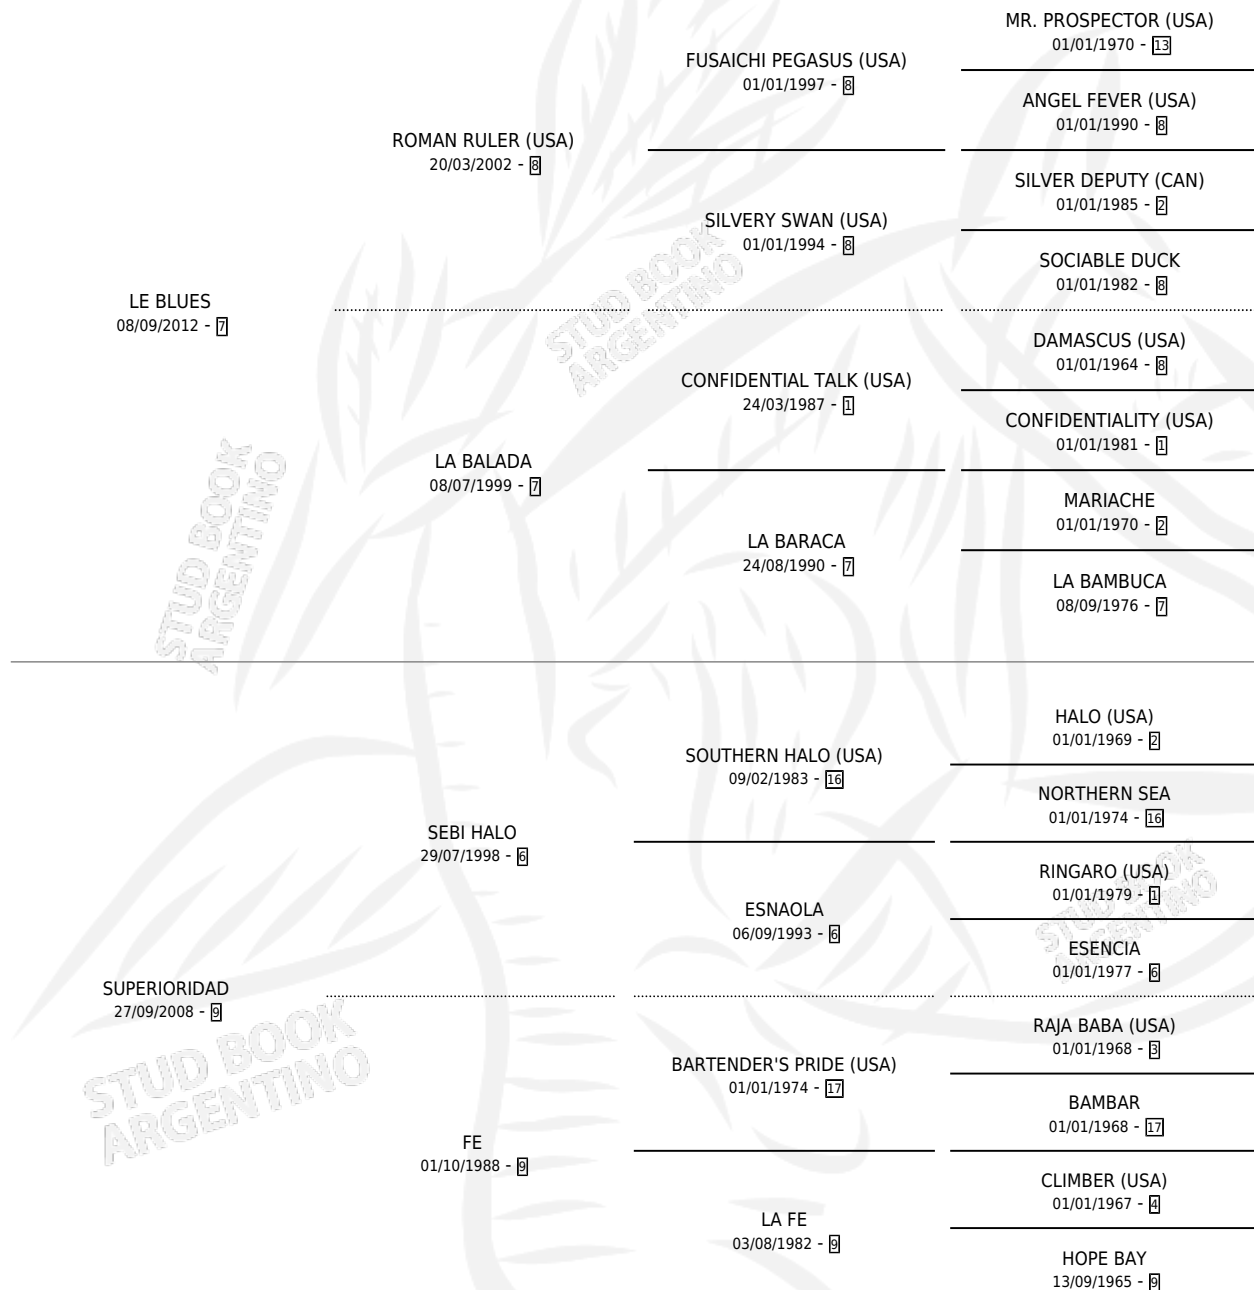 MR. PROSPECTOR (USA)
01/01/1970 - 13
FUSAICHI PEGASUS (USA)
01/01/1997 - 8
ANGEL FEVER (USA)
01/01/1990 - 8
ROMAN RULER (USA)
20/03/2002 - 8
SILVER DEPUTY (CAN)
01/01/1985 - 2
SILVERY SWAN (USA)
01/01/1994 - 8
SOCIABLE DUCK
01/01/1982 - 8
STUD BOOK
ARGENTINO
LE BLUES
08/09/2012 - 7
DAMASCUS (USA)
01/01/1964 - 8
CONFIDENTIAL TALK (USA)
24/03/1987 - 1
CONFIDENTIALITY (USA)
01/01/1981 - 1
LA BALADA
08/07/1999 - 7
MARIACHE
01/01/1970 - 2
LA BARACA
24/08/1990 - 7
LA BAMBUCA
08/09/1976 - 7
STUD BOOK
ARGENTINO
HALO (USA)
01/01/1969 - 2
SOUTHERN HALO (USA)
09/02/1983 - 16
NORTHERN SEA
01/01/1974 - 16
SEBI HALO
29/07/1998 - 6
RINGARO (USA)
01/01/1979 - 1
ESNAOLA
06/09/1993 - 6
ESENCIA
01/01/1977 - 6
STUD BOOK
ARGENTINO
SUPERIORIDAD
27/09/2008 - 9
RAJA BABA (USA)
01/01/1968 - 3
BARTENDER'S PRIDE (USA)
01/01/1974 - 17
BAMBAR
01/01/1968 - 17
STUD BOOK
ARGENTINO
FE
01/10/1988 - 9
CLIMBER (USA)
01/01/1967 - 4
LA FE
03/08/1982 - 9
HOPE BAY
13/09/1965 - 9